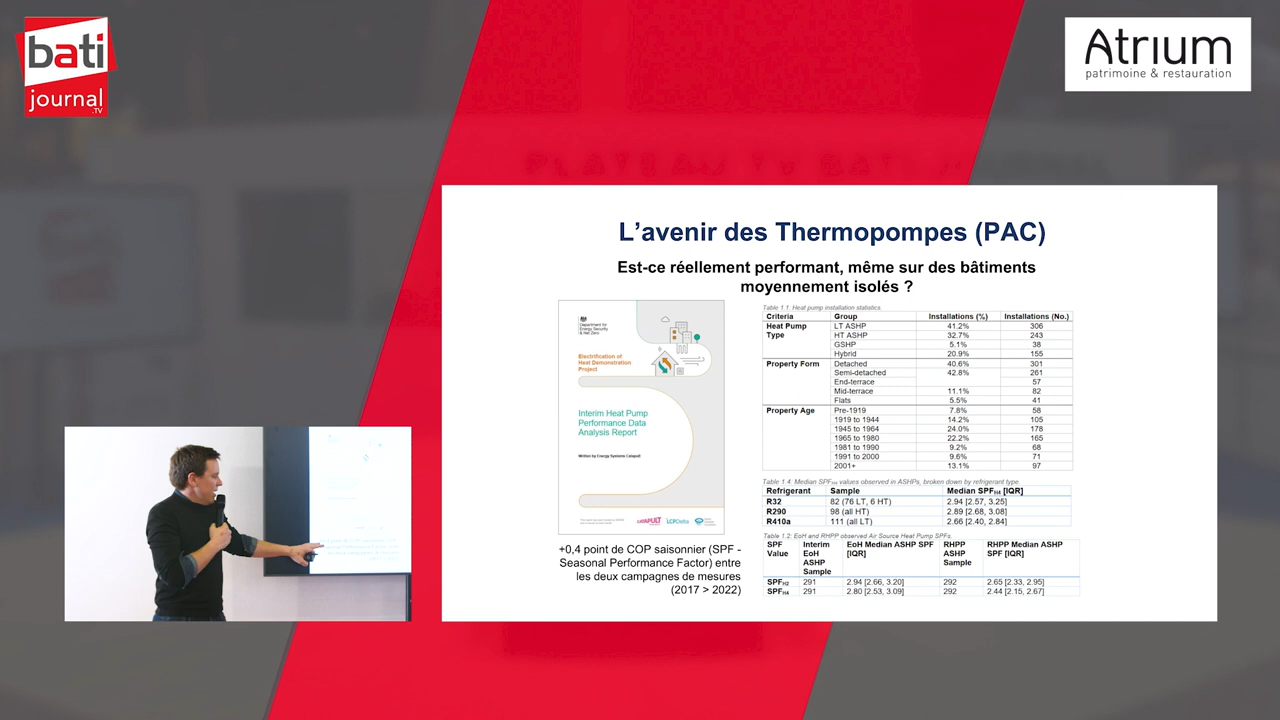 bati
journal
.TV
Atrium
patrimoine & restauration
L'avenir des Thermopompes (PAC)
Est-ce réellement performant, même sur des bâtiments
moyennement isolés ?
Department for
Energy Security
& Net Zero
Electrification of
Heat Demonstration
Project
Interim Heat Pump
Performance Data
Analysis Report
Written by Energy Systems Catapult
CATAPULT
LCPDelta
+0,4 point de COP saisonnier (SPF -
Seasonal Performance Factor) entre
les deux campagnes de mesures
(2017 > 2022)
Table 1.1. Heat pump installation statistics.
Criteria Group Installations (%) Installations (No.)
Heat Pump LT ASHP 41.2% 306
Type HT ASHP 32.7% 243
GSHP 5.1% 38
Hybrid 20.9% 155
Property Form Detached 40.6% 301
Semi-detached 42.8% 261
End-terrace 57
Mid-terrace 11.1% 82
Flats 5.5% 41
Property Age Pre-1919 7.8% 58
1919 to 1944 14.2% 105
1945 to 1964 24.0% 178
1965 to 1980 22.2% 165
1981 to 1990 9.2% 68
1991 to 2000 9.6% 71
2001+ 13.1% 97
Table 1.4: Median SPFH4 values observed in ASHPs, broken down by refrigerant type
Refrigerant Sample Median SPFH4 [IQR]
R32 82 (76 LT, 6 HT) 2.94 [2.57, 3.25]
R290 98 (all HT) 2.89 [2.68, 3.08]
R410a 111 (all LT) 2.66 [2.40, 2.84]
Table 1.2: EoH and RHPP observed Air Source Heat Pump SPFs.
SPF Interim EoH Median ASHP SPF RHPP RHPP Median ASHP
Value EoH [IQR] ASHP SPF [IQR]
ASHP Sample
Sample
SPFH2 291 2.94 [2.66, 3.20] 292 2.65 [2.33, 2.95]
SPFH4 291 2.80 [2.53, 3.09] 292 2.44 [2.15, 2.67]